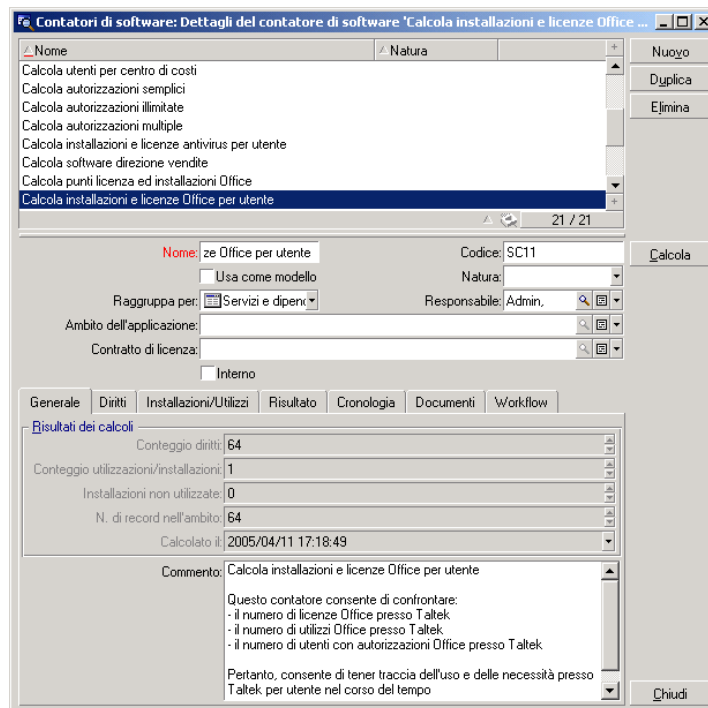 Contatori di software: Dettagli del contatore di software 'Calcola installazioni e licenze Office ...
Nome Natura
Calcola utenti per centro di costi
Calcola autorizzazioni semplici
Calcola autorizzazioni illimitate
Calcola autorizzazioni multiple
Calcola installazioni e licenze antivirus per utente
Calcola software direzione vendite
Calcola punti licenza ed installazioni Office
Calcola installazioni e licenze Office per utente
21 / 21
Nuovo
Duplica
Elimina
Calcola
Nome: ze Office per utente Codice: SC11
Usa come modello Natura:
Raggruppa per: Servizi e dipen Responsabile: Admin,
Ambito dell'applicazione:
Contratto di licenza:
Interno
Generale Diritti Installazioni/Utilizzi Risultato Cronologia Documenti Workflow
Risultati dei calcoli
Conteggio diritti: 64
Conteggio utilizzazioni/installazioni: 1
Installazioni non utilizzate: 0
N. di record nell'ambito: 64
Calcolato il: 2005/04/11 17:18:49
Commento: Calcola installazioni e licenze Office per utente
Questo contatore consente di confrontare:
- il numero di licenze Office presso Taltek
- il numero di utilizzi Office presso Taltek
- il numero di utenti con autorizzazioni Office presso Taltek
Pertanto, consente di tener traccia dell'uso e delle necessità presso
Taltek per utente nel corso del tempo
Chiudi